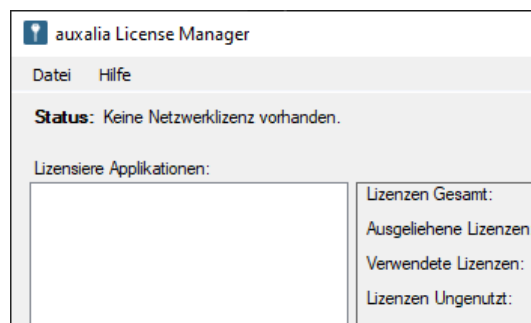 auxalia License Manager
Datei Hilfe
Status: Keine Netzwerklizenz vorhanden.
Lizensiere Applikationen:
Lizenzen Gesamt:
Ausgeliehene Lizenzen
Verwendete Lizenzen:
Lizenzen Ungenutzt: